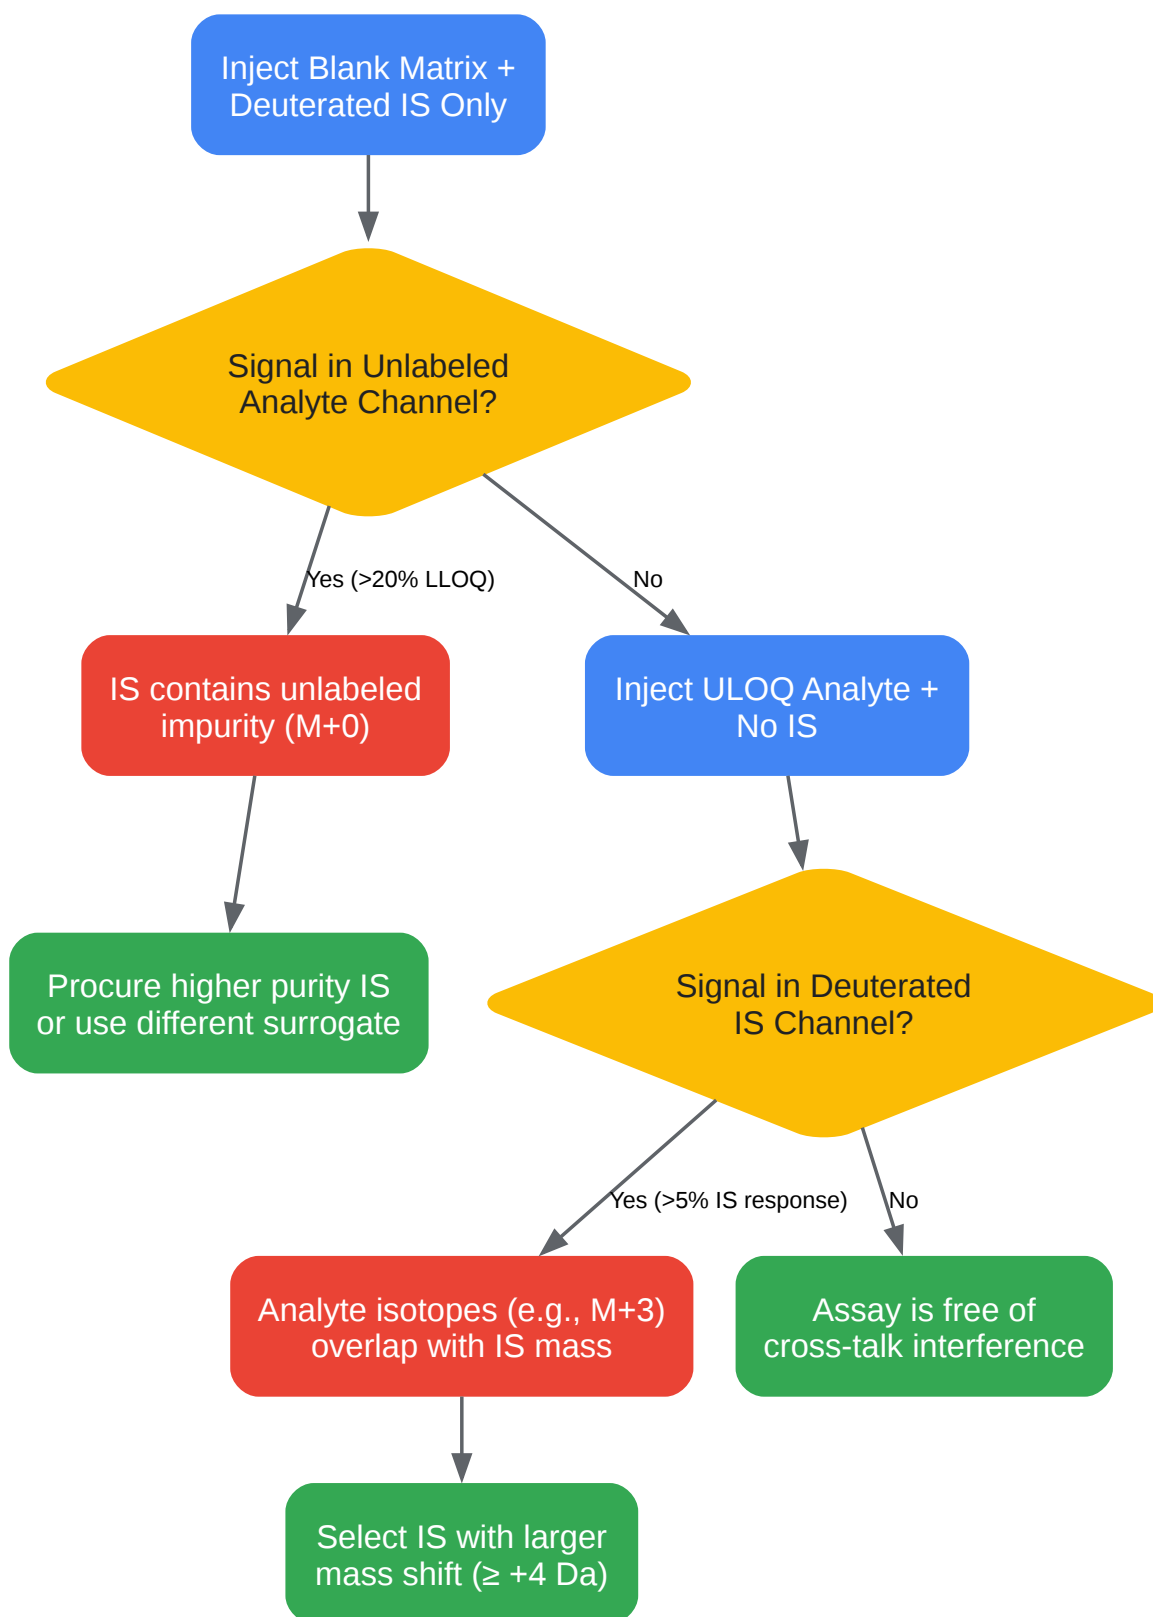 Inject Blank Matrix +
Deuterated IS Only
Signal in Unlabeled
Analyte Channel?
Yes (>20% LLOQ)
No
IS contains unlabeled
impurity (M+0)
Inject ULOQ Analyte +
No IS
Procure higher purity IS
or use different surrogate
Signal in Deuterated
IS Channel?
Yes (>5% IS response)
No
Analyte isotopes (e.g., M+3)
overlap with IS mass
Assay is free of
cross-talk interference
Select IS with larger
mass shift (≥ +4 Da)